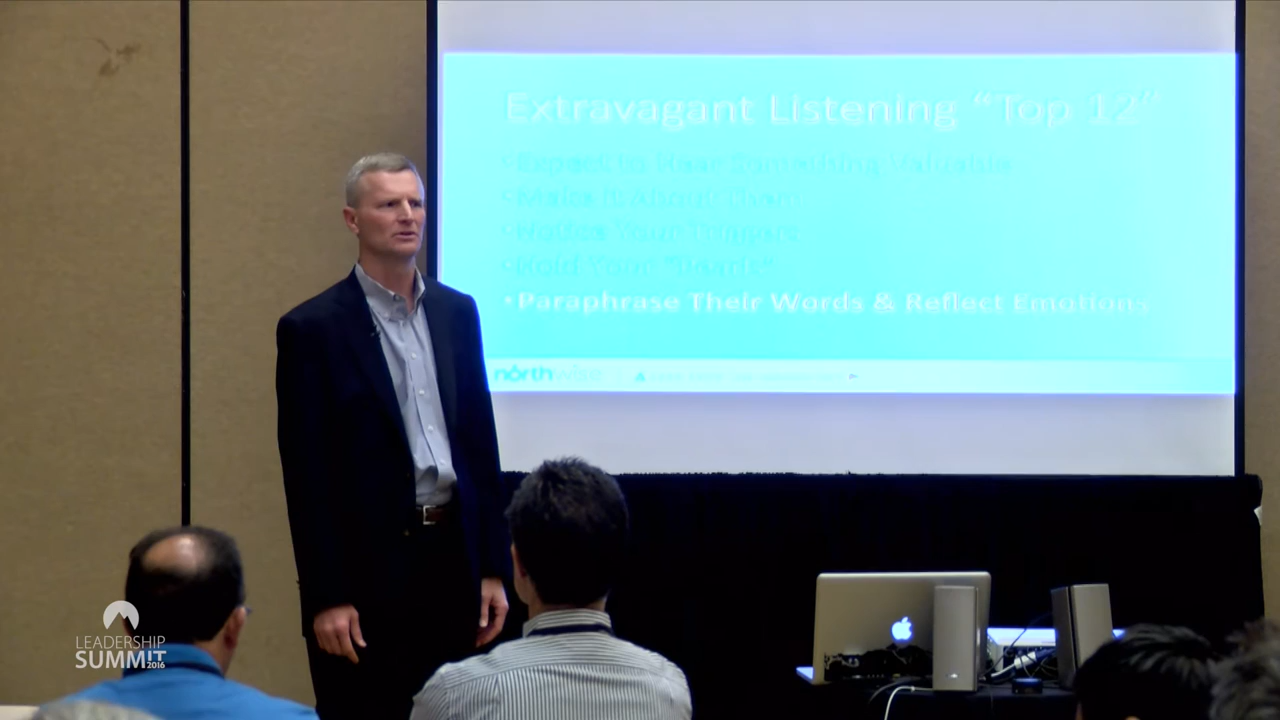 Extravagant Listening “Top 12”
•Expect to Hear Something Valuable
•Make It About Them
•Notice Your Triggers
•Hold Your
•Paraphrase Their Words & Reflect Emotions
northwise
LEADERSHIP
SUMMIT
2016